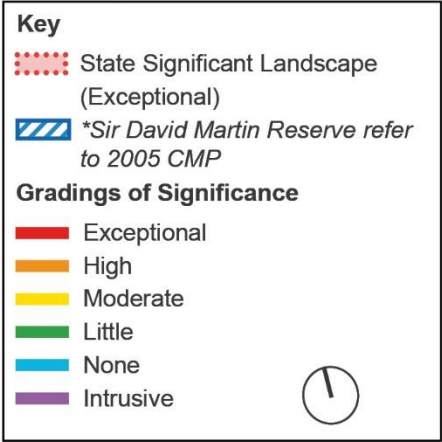 Key
State Significant Landscape
(Exceptional)
*Sir David Martin Reserve refer
to 2005 CMP
Gradings of Significance
Exceptional
High
Moderate
Little
None
Intrusive